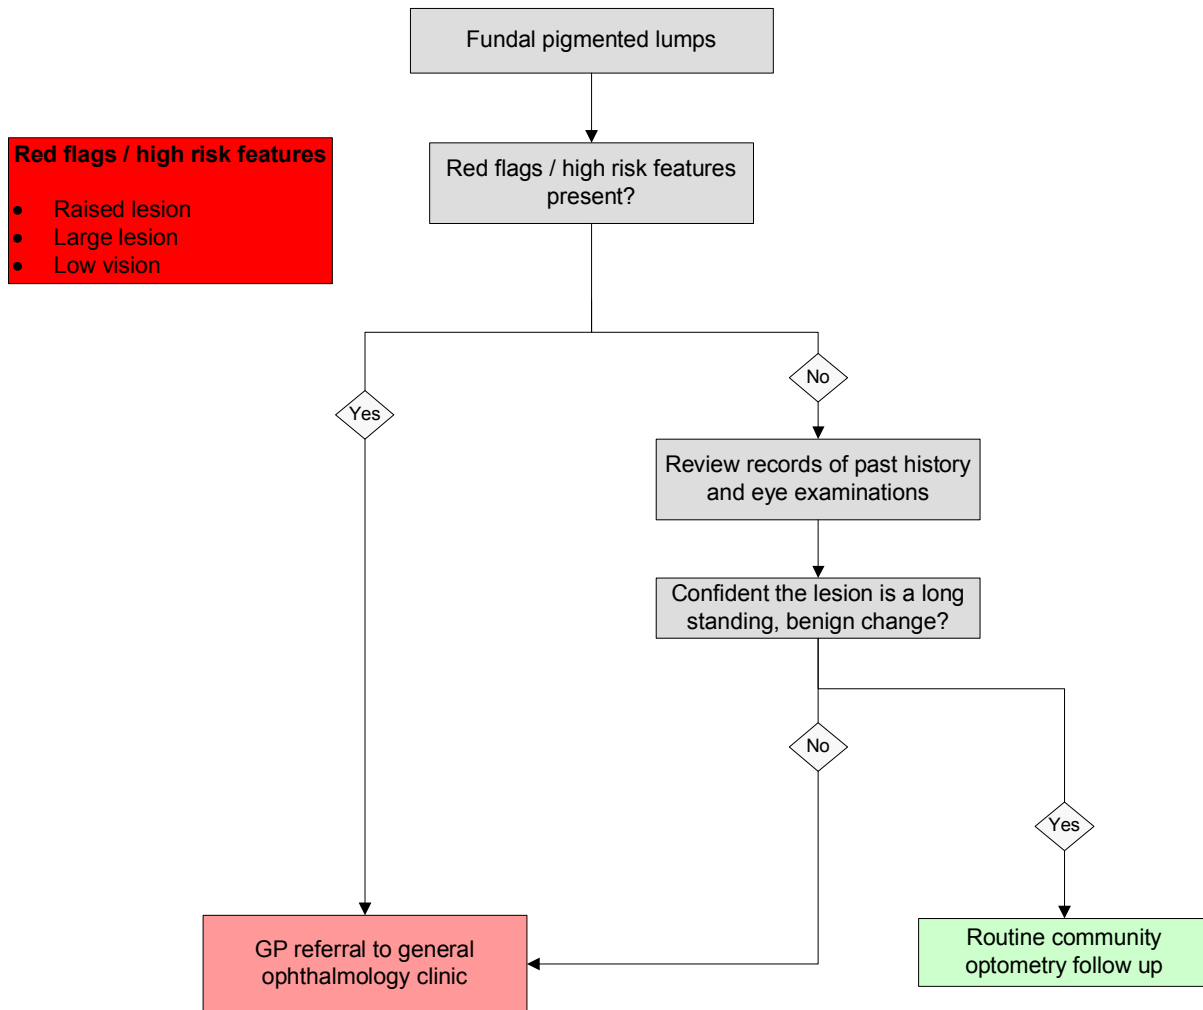 Fundal pigmented lumps
Red flags / high risk features
• Raised lesion
• Large lesion
• Low vision
Red flags / high risk features
present?
Yes
No
Review records of past history
and eye examinations
Confident the lesion is a long
standing, benign change?
No
Yes
GP referral to general
ophthalmology clinic
Routine community
optometry follow up